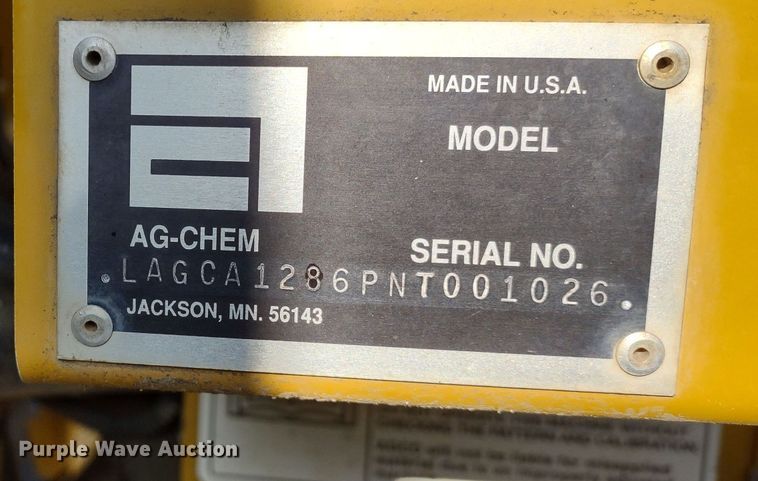 MADE IN U.S.A.
MODEL
AG-CHEM
SERIAL NO.
.LAGCA1286PNT001026.
JACKSON, MN. 56143
Purple Wave Auction